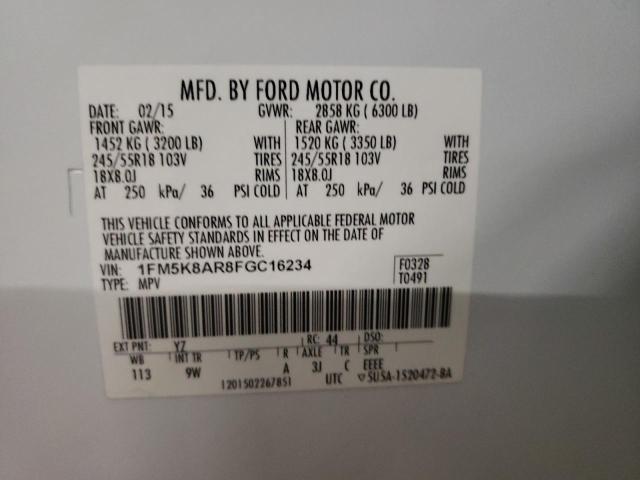 MFD. BY FORD MOTOR CO.
DATE: 02/15 GVWR: 2858 KG ( 6300 LB)
FRONT GAWR: REAR GAWR:
1452 KG ( 3200 LB) WITH 1520 KG ( 3350 LB) WITH
245/55R18 103V TIRES 245/55R18 103V TIRES
18X8.0J RIMS 18X8.0J RIMS
AT 250 kPa/ 36 PSI COLD AT 250 kPa/ 36 PSI COLD
THIS VEHICLE CONFORMS TO ALL APPLICABLE FEDERAL MOTOR
VEHICLE SAFETY STANDARDS IN EFFECT ON THE DATE OF
MANUFACTURE SHOWN ABOVE.
VIN: 1FM5K8AR8FGC16234 F0328
TYPE: MPV T0491
EXT PNT: YZ RC: 44 DSO:
WB INT TR TP/PS R AXLE TR SPR
113 9W A 3J C EEEE
1201502267851 UTC ▽SUSA-1520472-BA